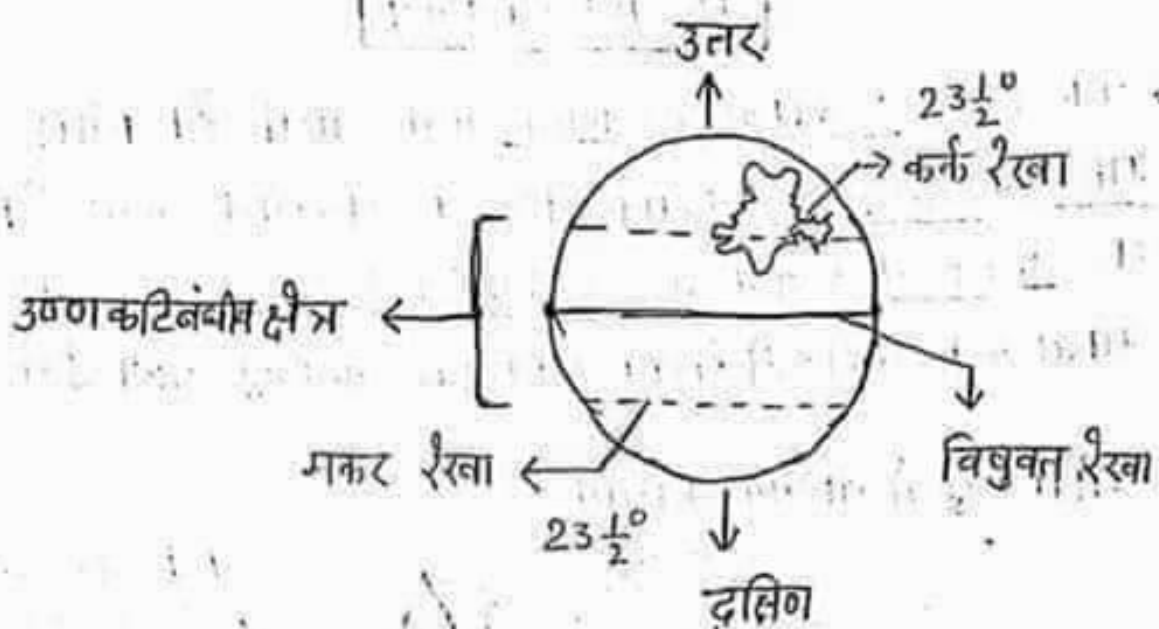 उत्तर
23½°
कर्क रेखा
उष्णकटिबंधीय क्षेत्र
मकर रेखा
विषुवत रेखा
23½°
दक्षिण